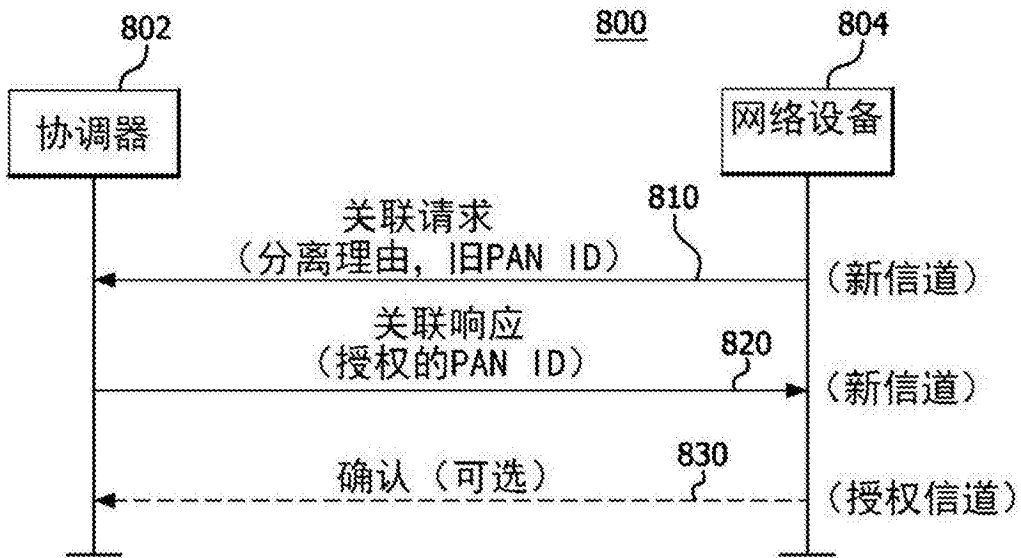 802
800
804
协调器
网络设备
关联请求
810
(分离理由, 旧PAN ID)
(新信道)
关联响应
(授权的PAN ID)
820
(新信道)
确认(可选)
830
(授权信道)